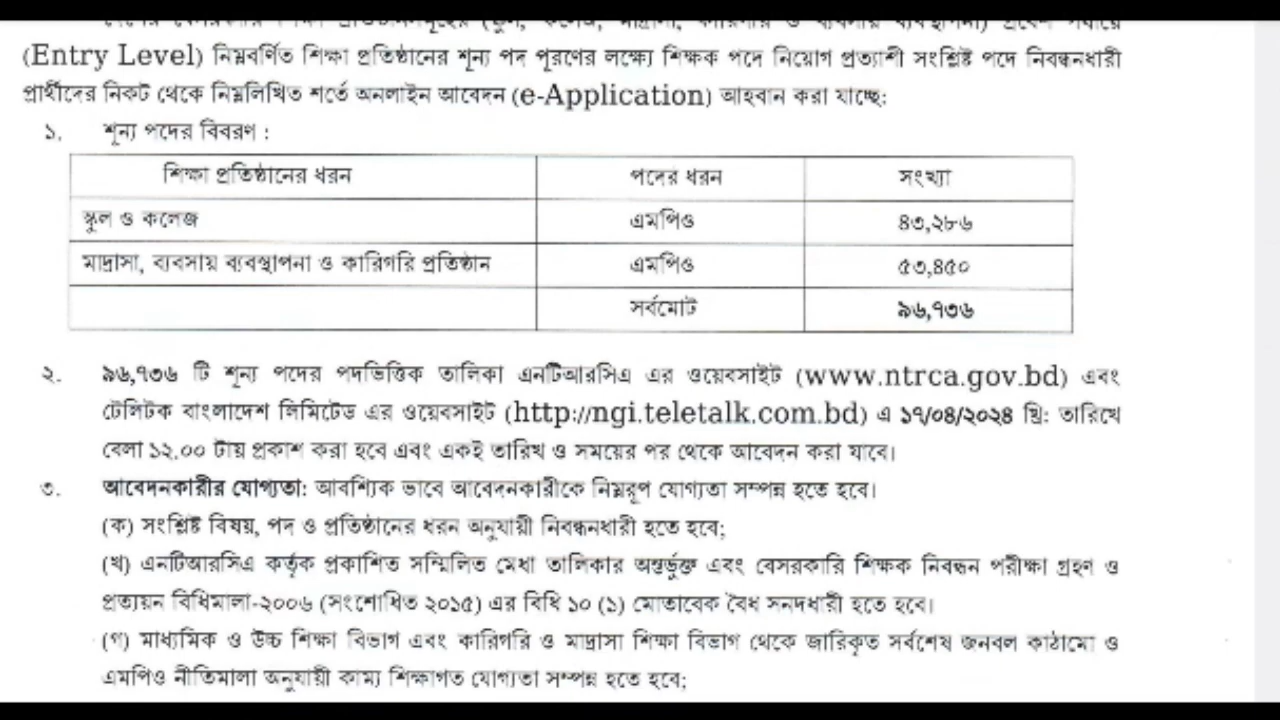 (Entry Level) নিম্নবর্ণিত শিক্ষা প্রতিষ্ঠানের শূন্য পদ পূরণের লক্ষ্যে শিক্ষক পদে নিয়োগ প্রত্যাশী সংশ্লিষ্ট পদে নিবন্ধনধারী
প্রার্থীদের নিকট থেকে নিম্নলিখিত শর্তে অনলাইন আবেদন (e-Application) আহবান করা যাচ্ছে:
১. শূন্য পদের বিবরণ :
শিক্ষা প্রতিষ্ঠানের ধরন পদের ধরন সংখ্যা
স্কুল ও কলেজ এমপিও ৪৩,২৮৬
মাদ্রাসা, ব্যবসায় ব্যবস্থাপনা ও কারিগরি প্রতিষ্ঠান এমপিও ৫৩,৪৫০
সর্বমোট ৯৬,৭৩৬
২. ৯৬,৭৩৬ টি শূন্য পদের পদভিত্তিক তালিকা এনটিআরসিএ এর ওয়েবসাইট (www.ntrca.gov.bd) এবং
টেলিটক বাংলাদেশ লিমিটেড এর ওয়েবসাইট (http://ngi.teletalk.com.bd) এ ১৭/০৪/২০২৪ খ্রি: তারিখে
বেলা ১২.০০ টায় প্রকাশ করা হবে এবং একই তারিখ ও সময়ের পর থেকে আবেদন করা যাবে।
৩. আবেদনকারীর যোগ্যতা: আবশ্যিক ভাবে আবেদনকারীকে নিম্নরূপ যোগ্যতা সম্পন্ন হতে হবে।
(ক) সংশ্লিষ্ট বিষয়, পদ ও প্রতিষ্ঠানের ধরন অনুযায়ী নিবন্ধনধারী হতে হবে;
(খ) এনটিআরসিএ কর্তৃক প্রকাশিত সম্মিলিত মেধা তালিকার অন্তর্ভুক্ত এবং বেসরকারি শিক্ষক নিবন্ধন পরীক্ষা গ্রহণ ও
প্রত্যয়ন বিধিমালা-২০০৬ (সংশোধিত ২০১৫) এর বিধি ১০ (১) মোতাবেক বৈধ সনদধারী হতে হবে।
(গ) মাধ্যমিক ও উচ্চ শিক্ষা বিভাগ এবং কারিগরি ও মাদ্রাসা শিক্ষা বিভাগ থেকে জারিকৃত সর্বশেষ জনবল কাঠামো ও
এমপিও নীতিমালা অনুযায়ী কাম্য শিক্ষাগত যোগ্যতা সম্পন্ন হতে হবে;